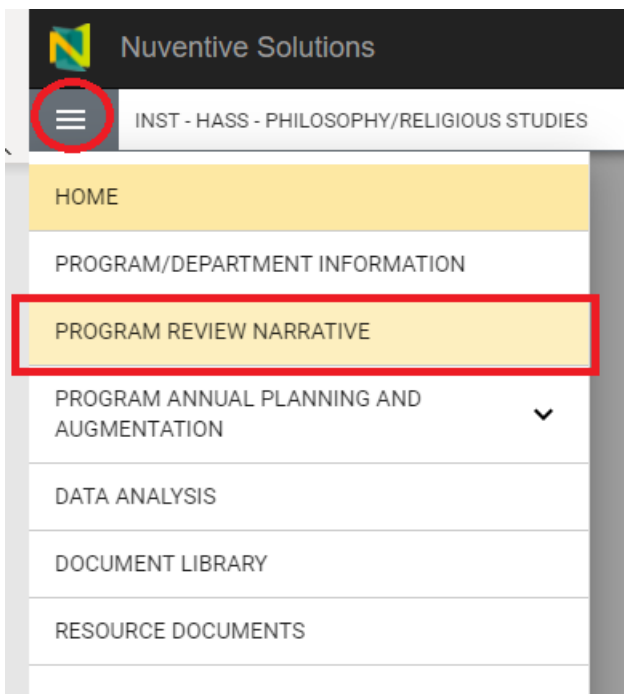 Nuventive Solutions
INST - HASS - PHILOSOPHY/RELIGIOUS STUDIES
HOME
PROGRAM/DEPARTMENT INFORMATION
PROGRAM REVIEW NARRATIVE
PROGRAM ANNUAL PLANNING AND
AUGMENTATION
DATA ANALYSIS
DOCUMENT LIBRARY
RESOURCE DOCUMENTS